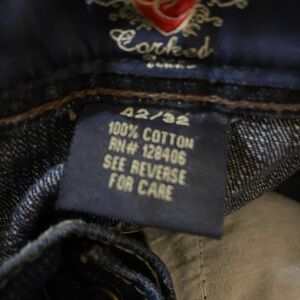 Corked
42/32
100% COTTON
RN# 128406
SEE REVERSE
FOR CARE